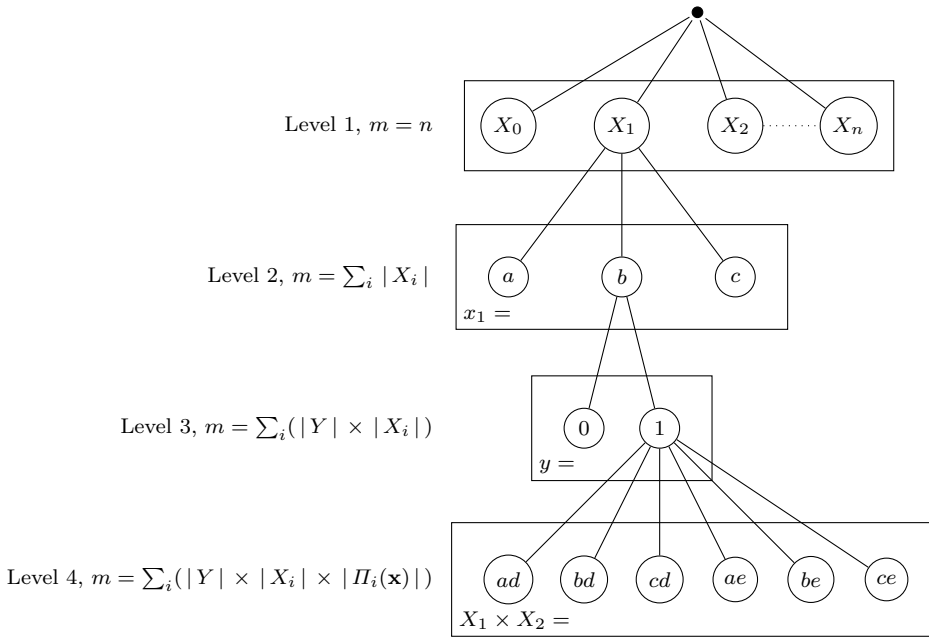 Level 1, m = n
X₀ X₁ X₂ Xₙ
Level 2, m = ∑ᵢ |Xᵢ|
a b c
x₁ =
Level 3, m = ∑ᵢ(|Y| × |Xᵢ|)
0 1
y =
Level 4, m = ∑ᵢ(|Y| × |Xᵢ| × |Πᵢ(𝐱)|)
ad bd cd ae be ce
X₁ × X₂ =